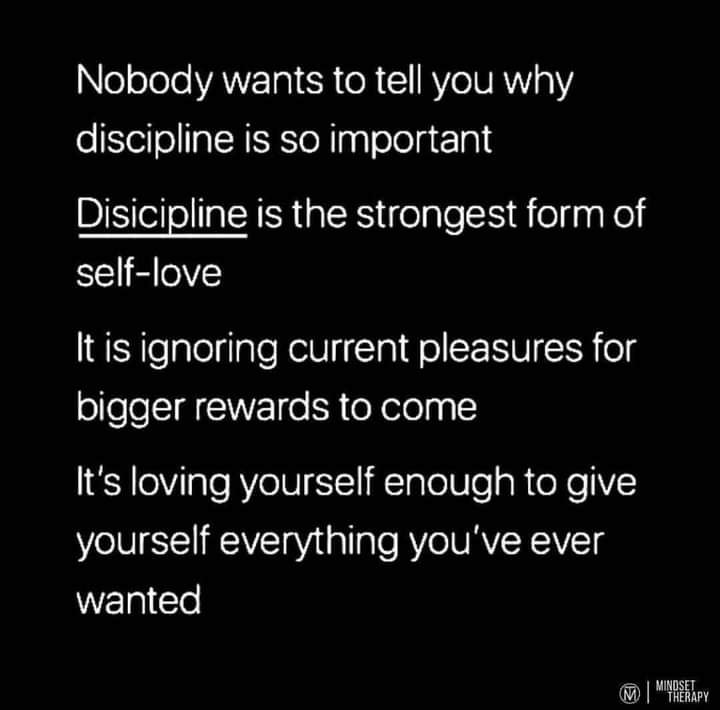 Nobody wants to tell you why
discipline is so important
Disicipline is the strongest form of
self-love
It is ignoring current pleasures for
bigger rewards to come
It's loving yourself enough to give
yourself everything you've ever
wanted
MINDSET
THERAPY